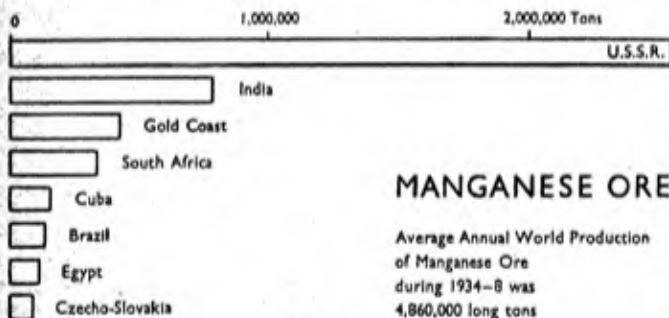 0 1,000,000 2,000,000 Tons
U.S.S.R.
India
Gold Coast
South Africa
Cuba
Brazil
Egypt
Czecho-Slovakia
MANGANESE ORE
Average Annual World Production
of Manganese Ore
during 1934–8 was
4,860,000 long tons